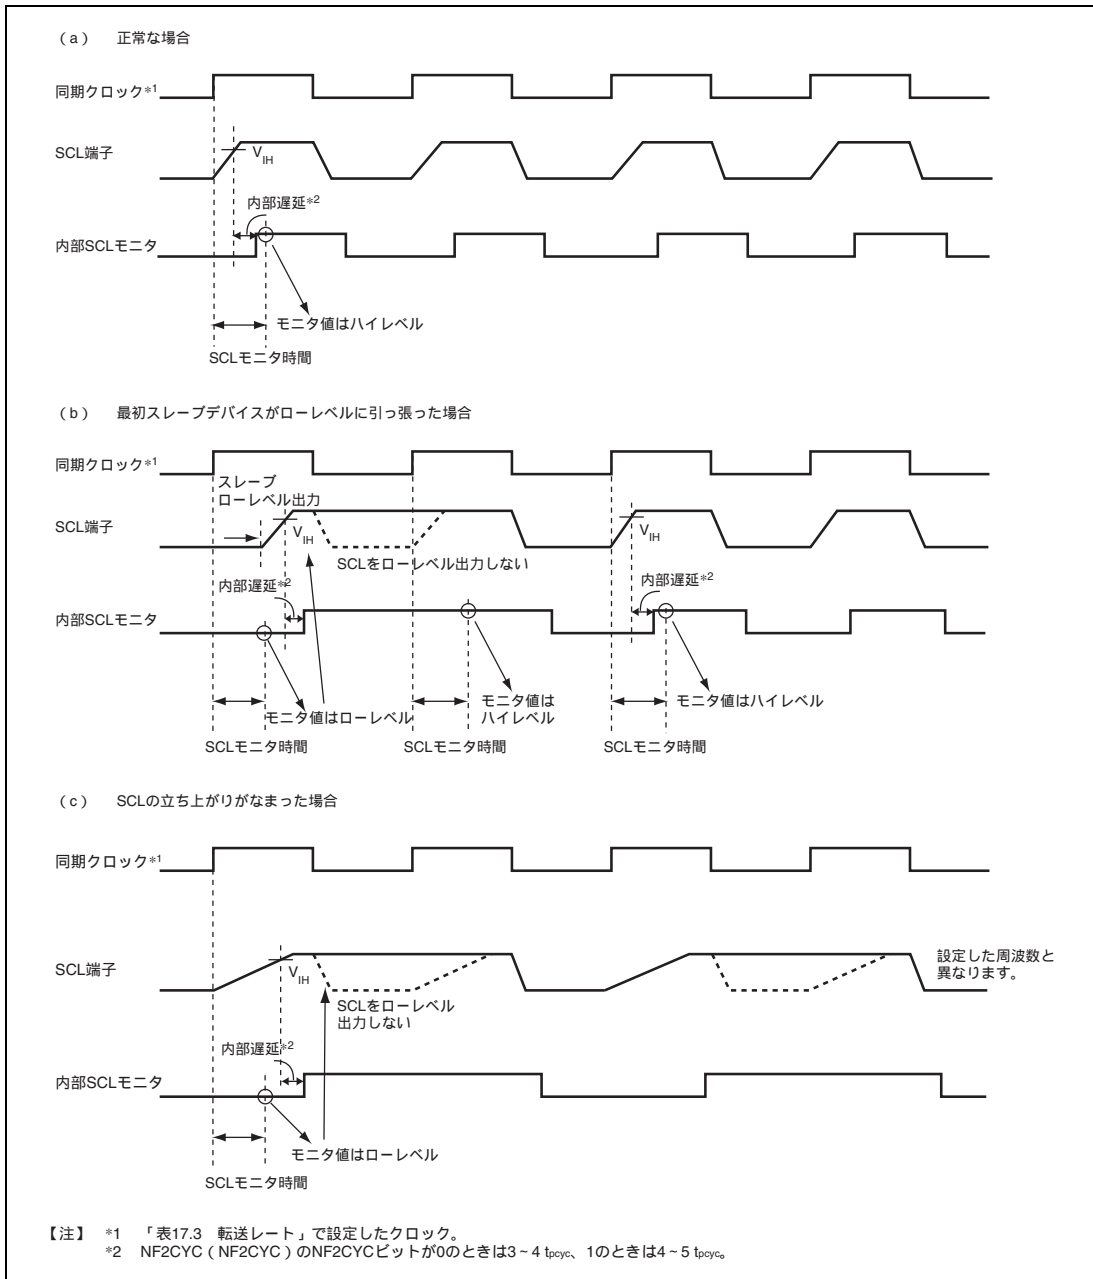 （a） 正常な場合
同期クロック*1
SCL端子
VIH
内部遅延*2
内部SCLモニタ
モニタ値はハイレベル
SCLモニタ時間
（b） 最初スレーブデバイスがローレベルに引っ張った場合
同期クロック*1
スレーブ
ローレベル出力
SCL端子
VIH
VIH
SCLをローレベル出力しない
内部遅延*2
内部遅延*2
内部SCLモニタ
モニタ値はローレベル
モニタ値は
ハイレベル
モニタ値はハイレベル
SCLモニタ時間
SCLモニタ時間
SCLモニタ時間
（c） SCLの立ち上がりがなまった場合
同期クロック*1
SCL端子
VIH
設定した周波数と
異なります。
SCLをローレベル
出力しない
内部遅延*2
内部SCLモニタ
モニタ値はローレベル
SCLモニタ時間
【注】 *1 「表17.3 転送レート」で設定したクロック。
*2 NF2CYC（NF2CYC）のNF2CYCビットが0のときは3~4 tpcyc、1のときは4~5 tpcyc。